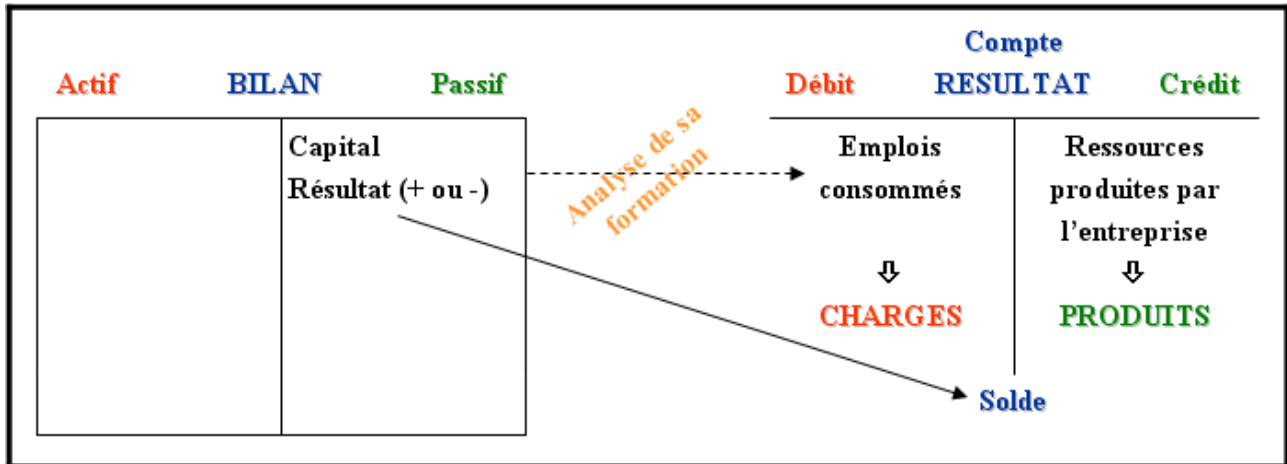 Actif BILAN Passif
Capital
Résultat (+ ou -)
Analyse de sa
formation
Compte
Débit RESULTAT Crédit
Emplois
consommés
CHARGES
Ressources
produites par
l’entreprise
PRODUITS
Solde